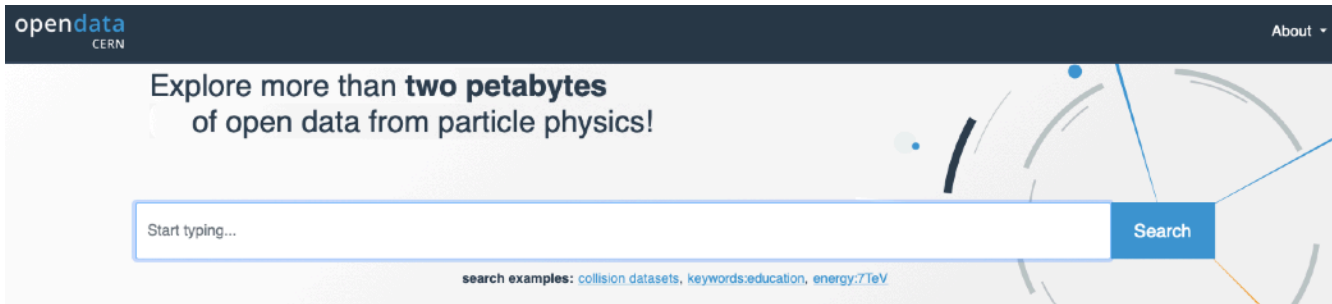 opendata
CERN
About
Explore more than two petabytes
of open data from particle physics!
Start typing...
Search
search examples: collision datasets, keywords:education, energy:7TeV